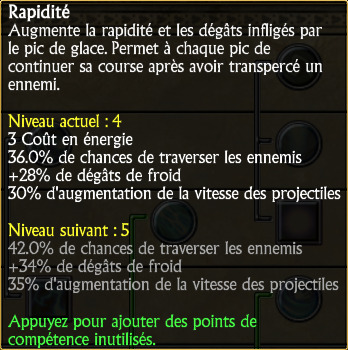 Rapidité
Augmente la rapidité et les dégâts infligés par
le pic de glace. Permet à chaque pic de
continuer sa course après avoir transpercé un
ennemi.
Niveau actuel : 4
3 Coût en énergie
36.0% de chances de traverser les ennemis
+28% de dégâts de froid
30% d'augmentation de la vitesse des projectiles
Niveau suivant : 5
42.0% de chances de traverser les ennemis
+34% de dégâts de froid
35% d'augmentation de la vitesse des projectiles
Appuyez pour ajouter des points de
compétence inutilisés.